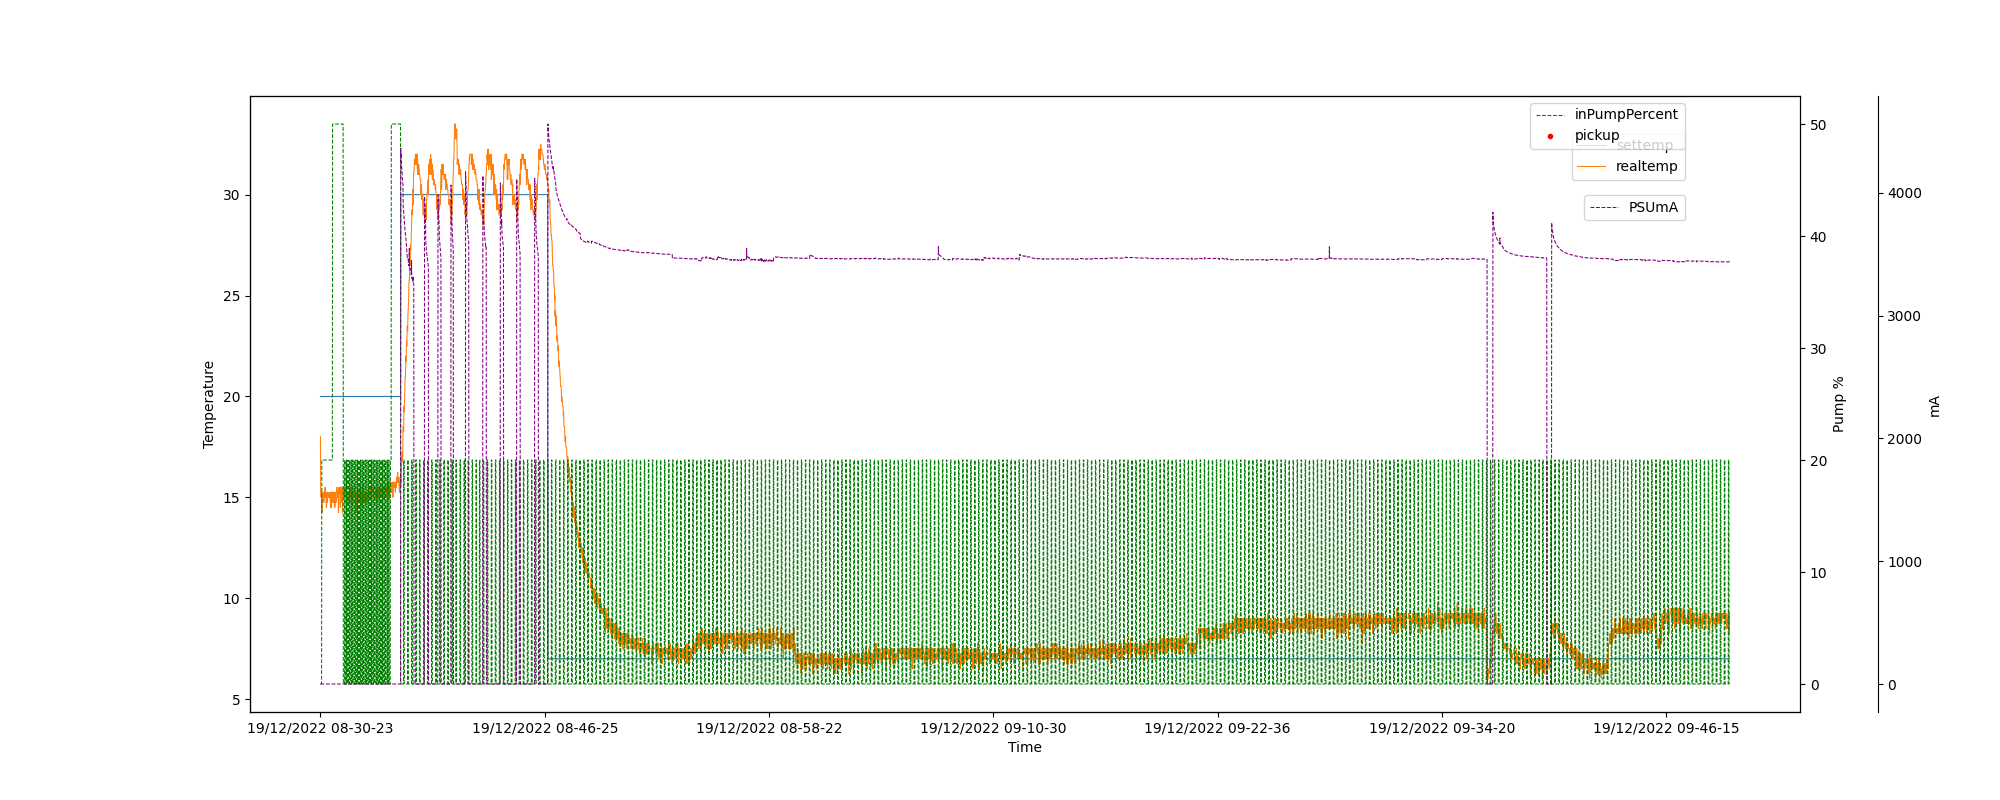 inPumpPercent
pickup
settemp
realtemp
PSUmA
30
25
20
15
10
5
Temperature
50
40
30
20
10
0
Pump %
4000
3000
2000
1000
0
mA
19/12/2022 08-30-23
19/12/2022 08-46-25
19/12/2022 08-58-22
19/12/2022 09-10-30
19/12/2022 09-22-36
19/12/2022 09-34-20
19/12/2022 09-46-15
Time